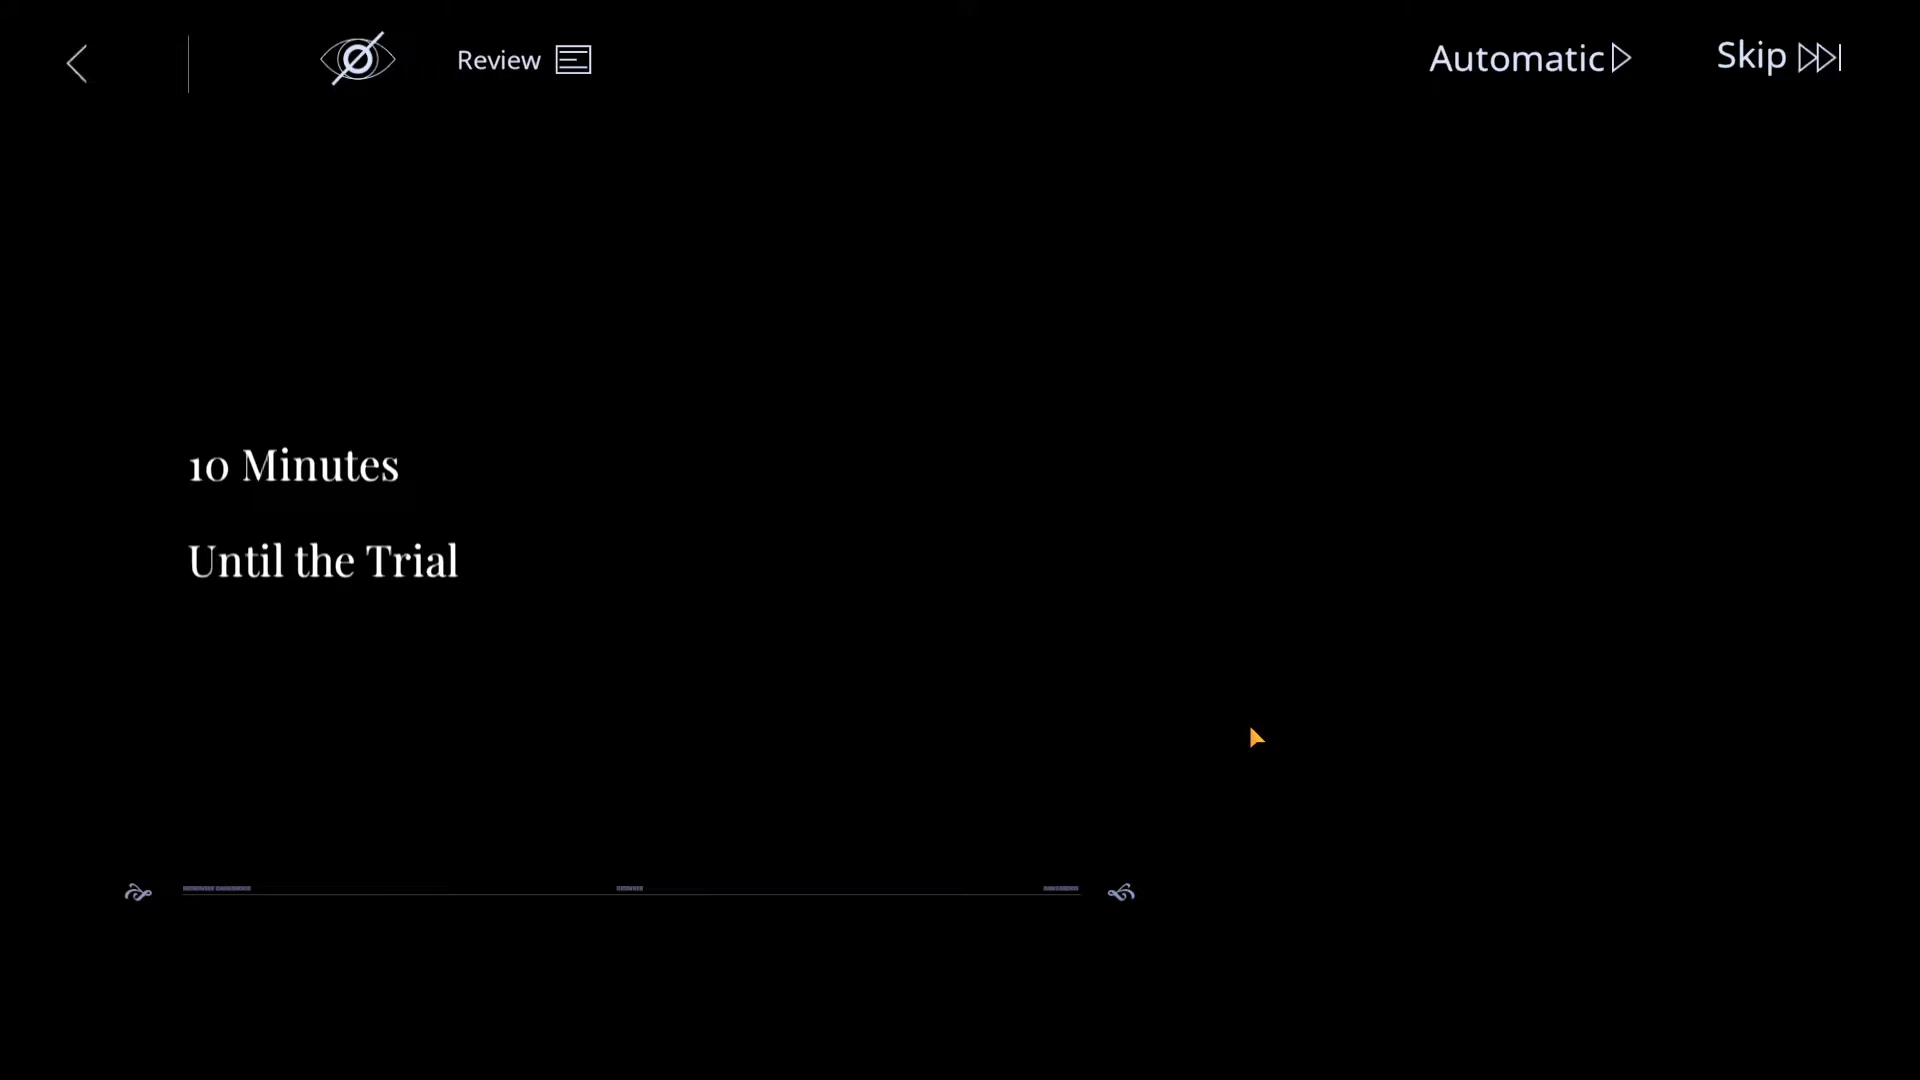 Review
Automatic
Skip
10 Minutes
Until the Trial